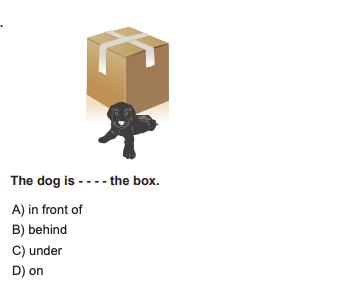 .
The dog is - - - - the box.
A) in front of
B) behind
C) under
D) on